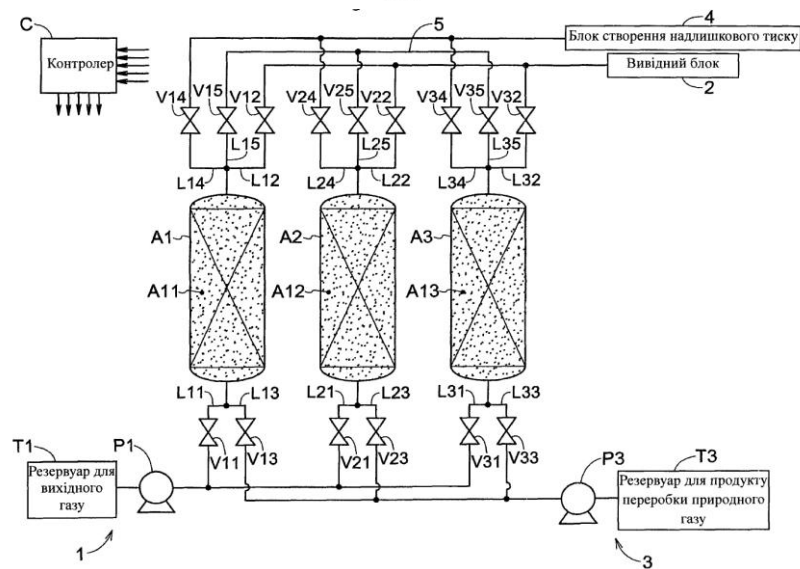 C
Контролер
5
4
Блок створення надлишкового тиску
Вивідний блок
2
V14 V15 V12 V24 V25 V22 V34 V35 V32
L15 L25 L35
L14 L12 L24 L22 L34 L32
A1 A2 A3
A11 A12 A13
L11 L13 L21 L23 L31 L33
V11 V13 V21 V23 V31 V33
T1 P1 P3 T3
Резервуар для
вихідного
газу
Резервуар для продукту
переробки природного
газу
1
3